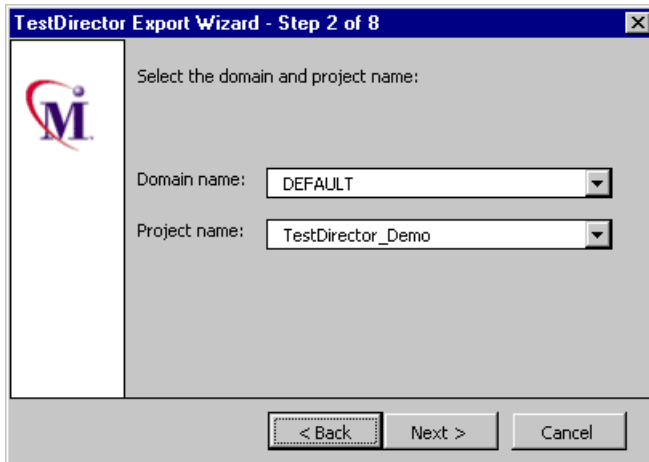 TestDirector Export Wizard - Step 2 of 8
M
Select the domain and project name:
Domain name: DEFAULT
Project name: TestDirector_Demo
< Back Next > Cancel